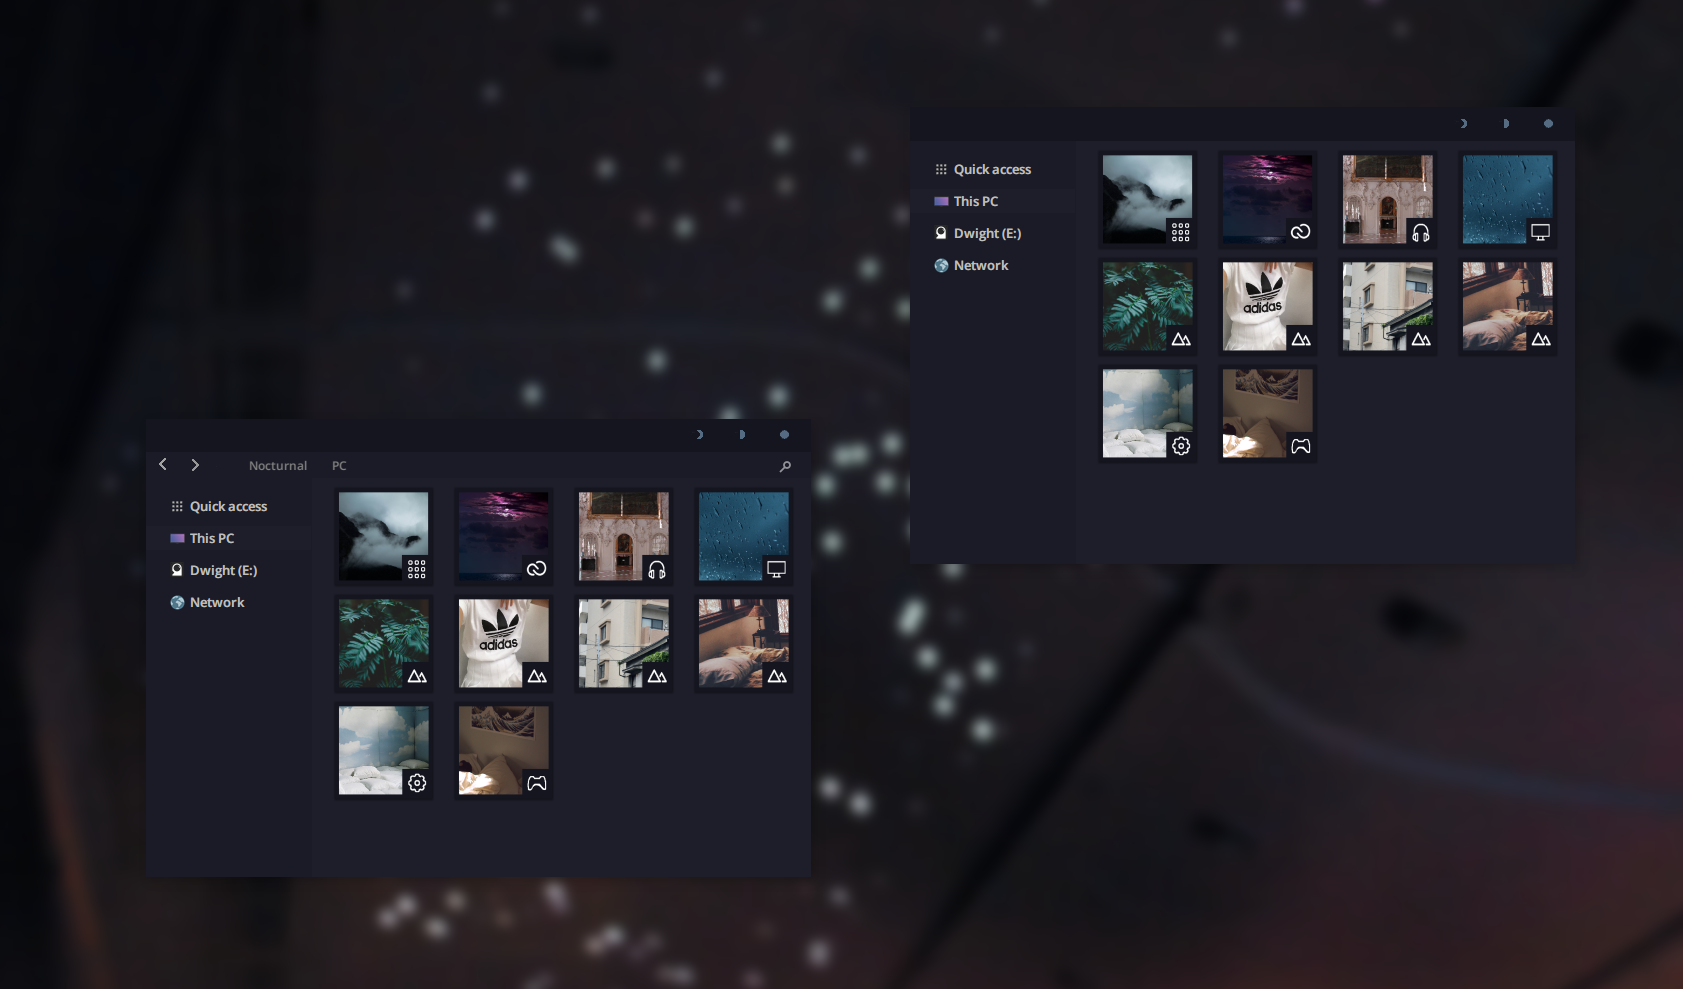 Quick access
This PC
Dwight (E:)
Network
adidas
Nocturnal PC
Quick access
This PC
Dwight (E:)
Network
adidas